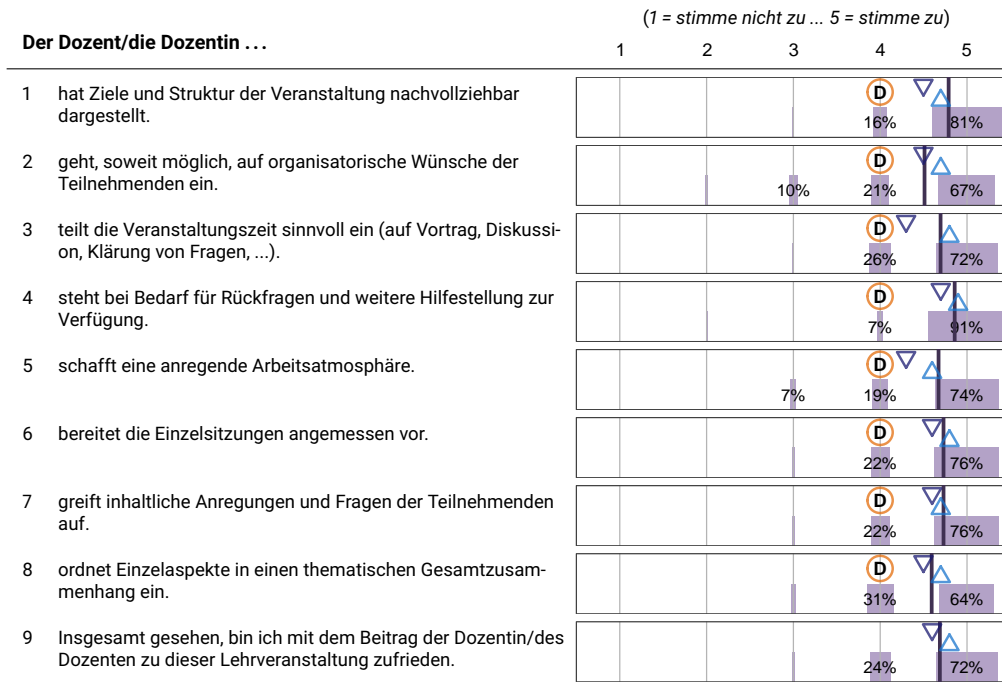 (1 = stimme nicht zu ... 5 = stimme zu)
Der Dozent/die Dozentin . . .
1 2 3 4 5
1 hat Ziele und Struktur der Veranstaltung nachvollziehbar
dargestellt.
D
16% 81%
2 geht, soweit möglich, auf organisatorische Wünsche der
Teilnehmenden ein.
D
10% 21% 67%
3 teilt die Veranstaltungszeit sinnvoll ein (auf Vortrag, Diskussi-
on, Klärung von Fragen, ...).
D
26% 72%
4 steht bei Bedarf für Rückfragen und weitere Hilfestellung zur
Verfügung.
D
7% 91%
5 schafft eine anregende Arbeitsatmosphäre.
D
7% 19% 74%
6 bereitet die Einzelsitzungen angemessen vor.
D
22% 76%
7 greift inhaltliche Anregungen und Fragen der Teilnehmenden
auf.
D
22% 76%
8 ordnet Einzelaspekte in einen thematischen Gesamtzusam-
menhang ein.
D
31% 64%
9 Insgesamt gesehen, bin ich mit dem Beitrag der Dozentin/des
Dozenten zu dieser Lehrveranstaltung zufrieden.
24% 72%